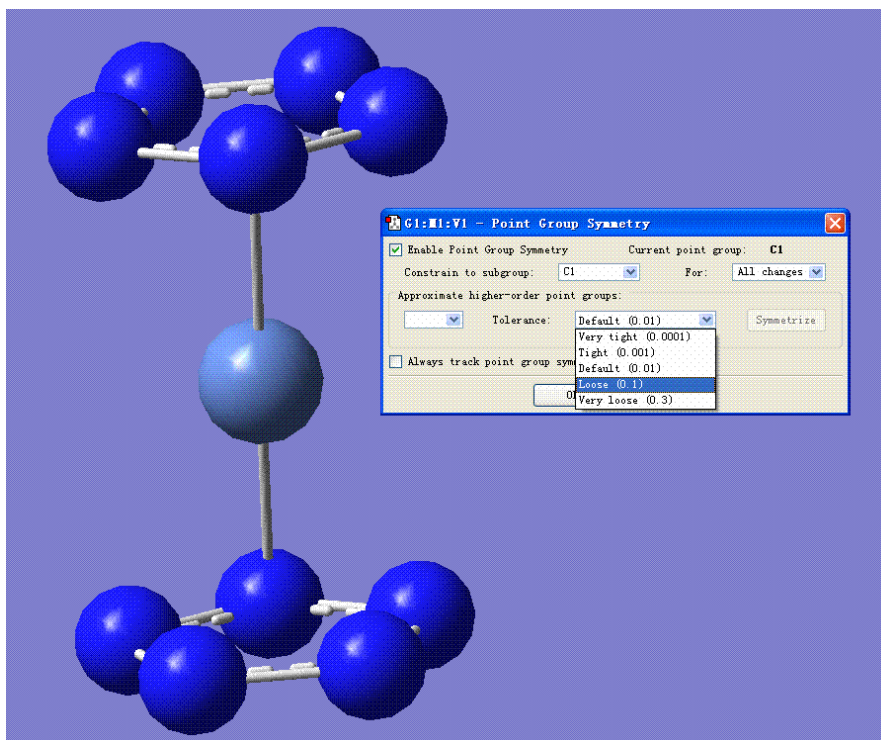 G1:M1:V1 - Point Group Symmetry
Enable Point Group Symmetry Current point group: C1
Constrain to subgroup: C1 For: All changes
Approximate higher-order point groups:
Tolerance: Default (0.01) Symmetrize
Very tight (0.0001)
Tight (0.001)
Default (0.01)
Loose (0.1)
Very loose (0.3)
Always track point group sym